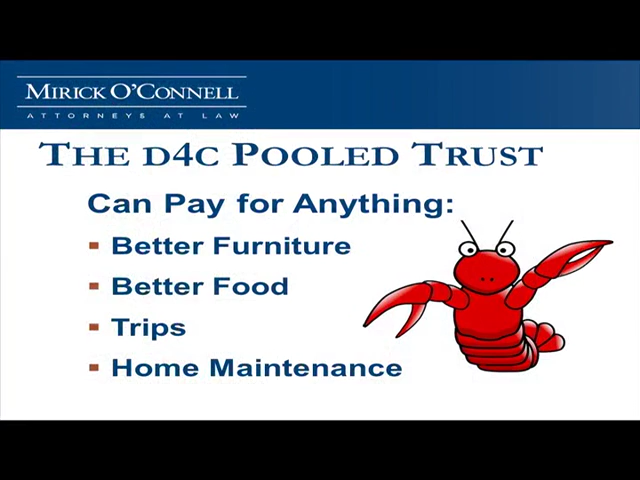 MIRICK O'CONNELL
ATTORNEYS AT LAW
THE D4C POOLED TRUST
Can Pay for Anything:
Better Furniture
Better Food
Trips
Home Maintenance